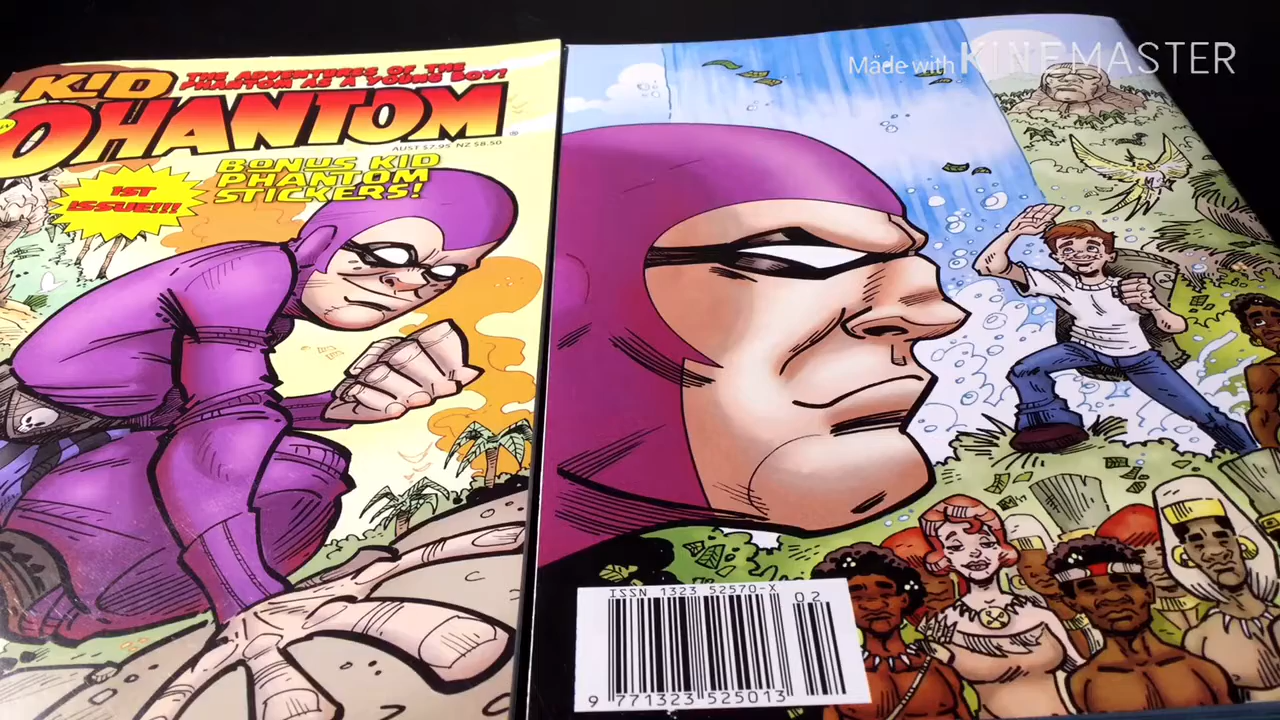 Made with KINEMASTER
KiD
THE ADVENTURES OF THE
PHANTOM AS A YOUNG BOY!
PHANTOM
®
AUST $7.95 NZ $8.50
BONUS KID
PHANTOM
STICKERS!
1ST
ISSUE!!!
ISSN 1323 52570-X
02
9 771323 525013